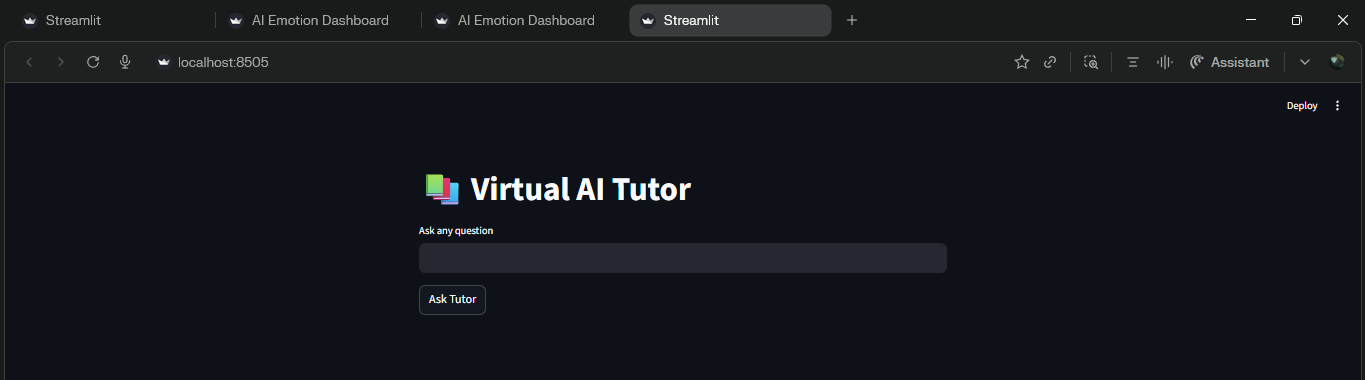 Streamlit
AI Emotion Dashboard
AI Emotion Dashboard
Streamlit
localhost:8505
Assistant
Deploy
Virtual AI Tutor
Ask any question
Ask Tutor